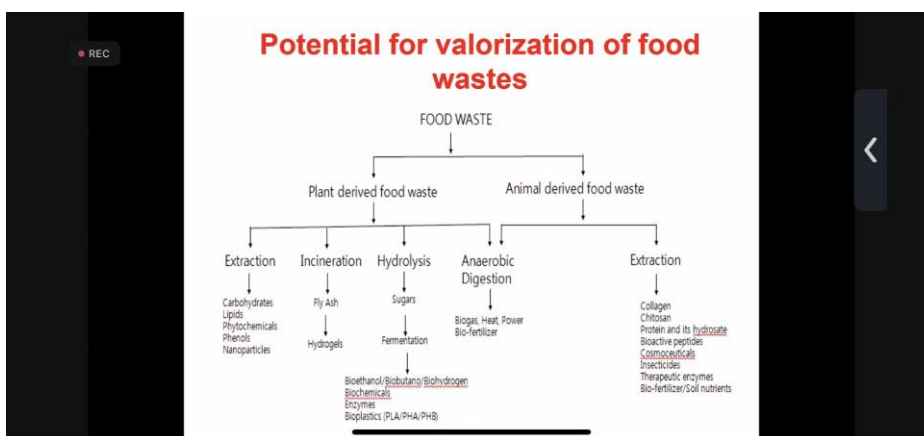 REC
Potential for valorization of food
wastes
FOOD WASTE
Plant derived food waste
Animal derived food waste
Extraction
Incineration
Hydrolysis
Anaerobic
Digestion
Extraction
Carbohydrates
Lipids
Phytochemicals
Phenols
Nanoparticles
Fly Ash
Hydrogels
Sugars
Fermentation
Bioethanol/Biobutano/Biohydrogen
Biochemicals
Enzymes
Bioplastics (PLA/PHA/PHB)
Biogas, Heat, Power
Bio-fertilizer
Collagen
Chitosan
Protein and its hydrosate
Bioactive peptides
Cosmoceuticals
Insecticides
Therapeutic enzymes
Bio-fertilizer/Soil nutrients